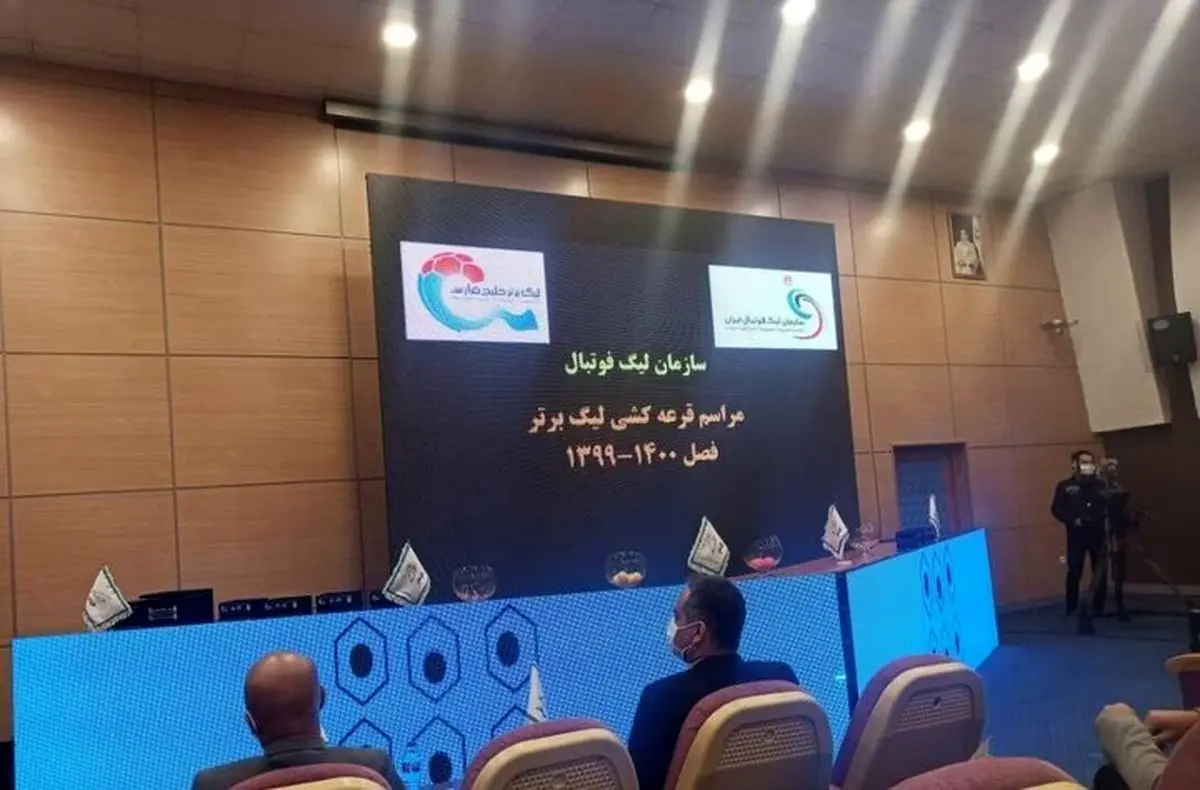 لیگ برتر خلیج فارس
سازمان لیگ فوتبال ایران
سازمان لیگ فوتبال
مراسم قرعه کشی لیگ برتر
فصل ۱۴۰۰-۱۳۹۹